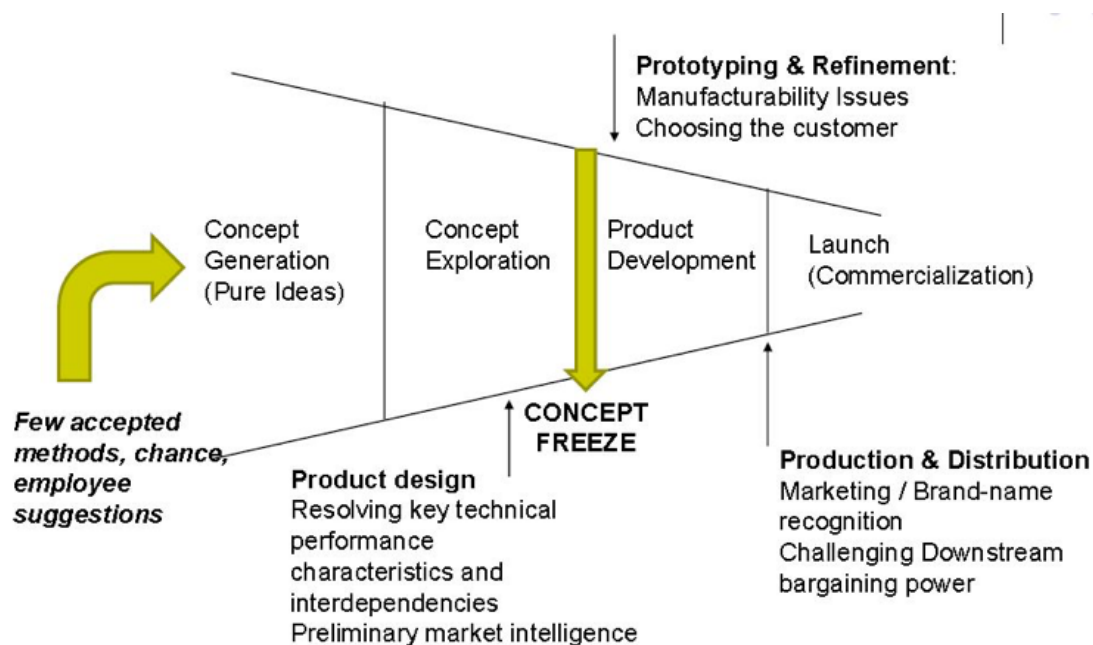 Prototyping & Refinement:
Manufacturability Issues
Choosing the customer
Concept
Generation
(Pure Ideas)
Concept
Exploration
Product
Development
Launch
(Commercialization)
Few accepted
methods, chance,
employee
suggestions
CONCEPT
FREEZE
Product design
Resolving key technical
performance
characteristics and
interdependencies
Preliminary market intelligence
Production & Distribution
Marketing / Brand-name
recognition
Challenging Downstream
bargaining power